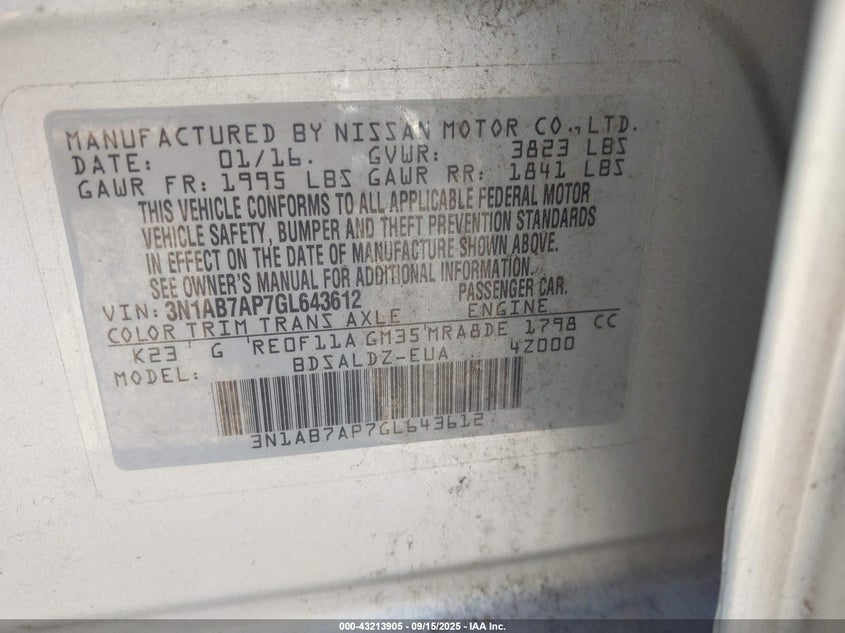 MANUFACTURED BY NISSAN MOTOR CO., LTD.
DATE: 01/16. GVWR: 3823 LBS
GAWR FR: 1995 LBS GAWR RR: 1841 LBS
THIS VEHICLE CONFORMS TO ALL APPLICABLE FEDERAL MOTOR
VEHICLE SAFETY, BUMPER AND THEFT PREVENTION STANDARDS
IN EFFECT ON THE DATE OF MANUFACTURE SHOWN ABOVE.
SEE OWNER'S MANUAL FOR ADDITIONAL INFORMATION.
VIN: 3N1AB7AP7GL643612 PASSENGER CAR.
COLOR TRIM TRANS AXLE ENGINE
K23 G RE0F11A GM35 MRA8DE 1798 CC
MODEL: BDSALDZ-EUA 4Z000
3N1AB7AP7GL643612
000-43213905 - 09/15/2025 - IAA Inc.